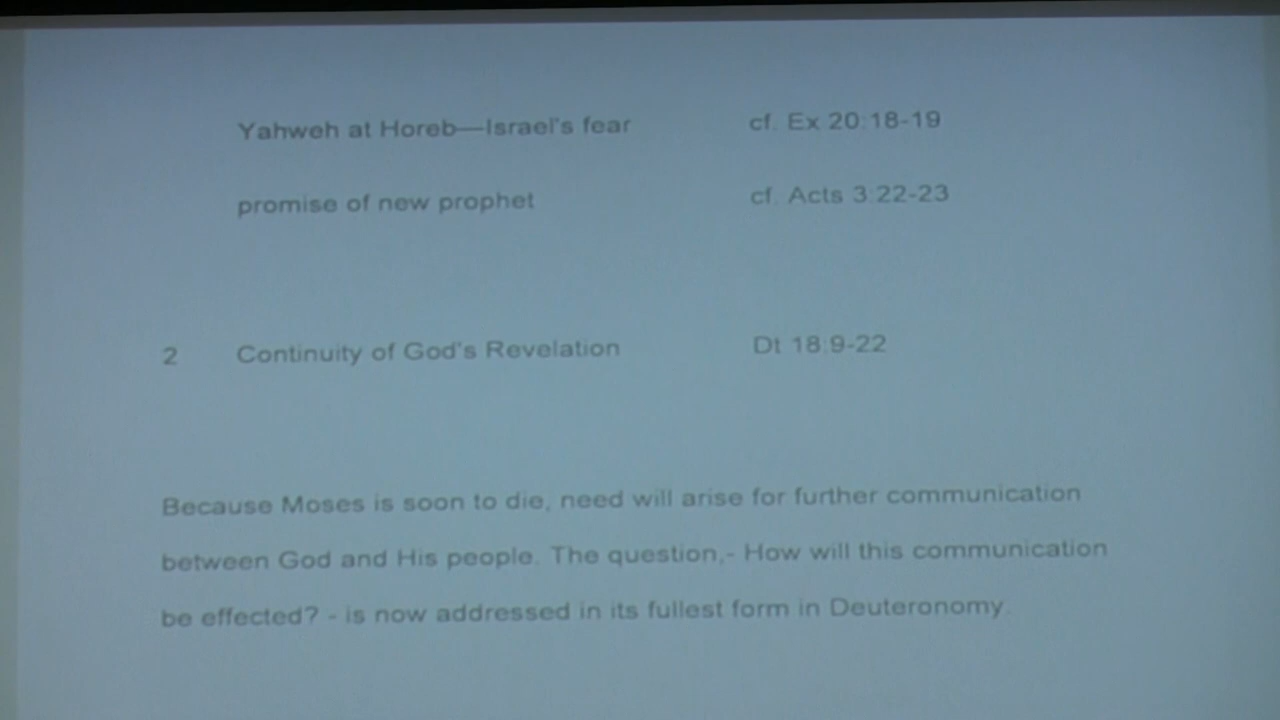 Yahweh at Horeb—Israel's fear cf. Ex 20:18-19
promise of new prophet cf. Acts 3:22-23
2 Continuity of God's Revelation Dt 18:9-22
Because Moses is soon to die, need will arise for further communication
between God and His people. The question,- How will this communication
be effected? - is now addressed in its fullest form in Deuteronomy.